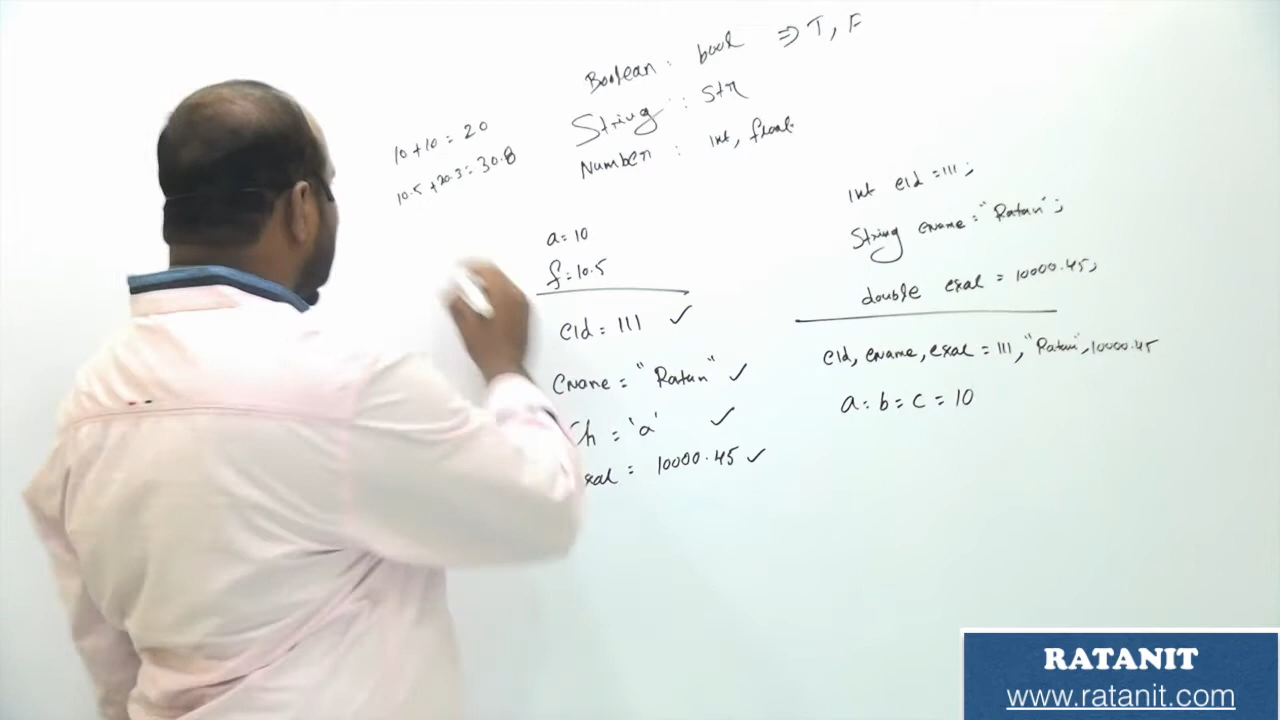 Boolean : bool => T, F
String : str
Number : int, float
10+10 = 20
10.5+20.3=30.8
a=10
f=10.5
eid = 111 ✓
ename = "Ratan" ✓
ch = 'a' ✓
esal = 10000.45 ✓
int eid =111;
String ename="Ratan";
double esal = 10000.45;
eid, ename, esal = 111, "Ratan", 10000.45
a=b=c=10
RATANIT
www.ratanit.com